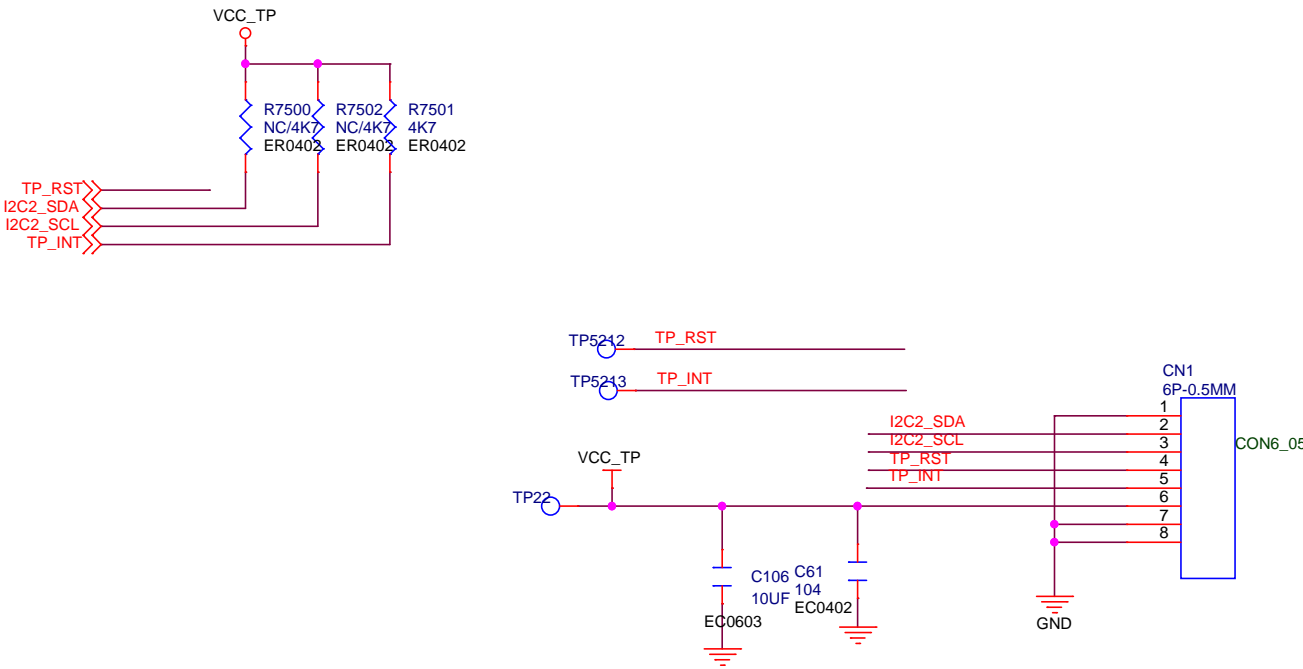 VCC_TP
R7500
NC/4K7
ER0402
R7502
NC/4K7
ER0402
R7501
4K7
ER0402
TP_RST
I2C2_SDA
I2C2_SCL
TP_INT
TP5212
TP_RST
TP5213
TP_INT
CN1
6P-0.5MM
1
2
3
4
5
6
7
8
CON6_05
I2C2_SDA
I2C2_SCL
TP_RST
TP_INT
VCC_TP
TP22
C106
10UF
EC0603
C61
104
EC0402
GND